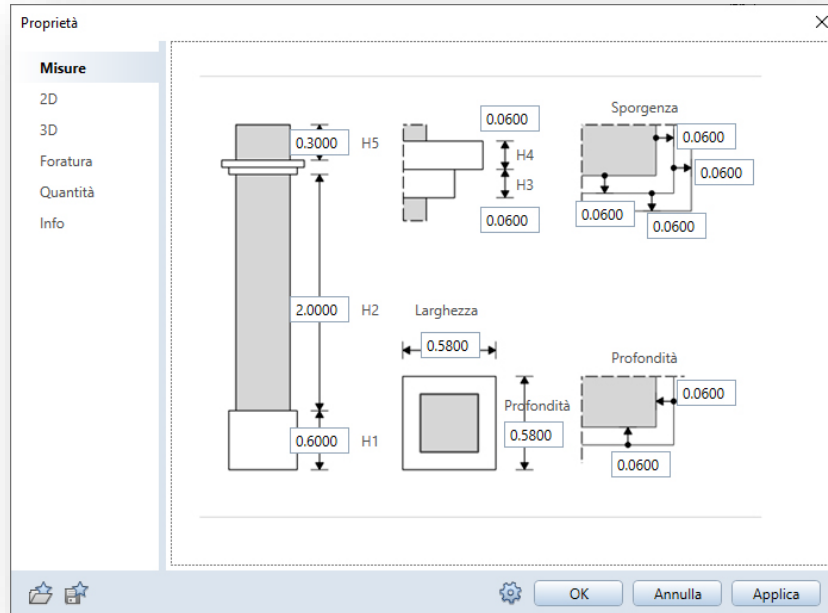 Proprietà
Misure
2D
3D
Foratura
Quantità
Info
0.3000 H5
0.0600
H4
H3
0.0600
Sporgenza
0.0600
0.0600
0.0600
0.0600
2.0000 H2
Larghezza
0.5800
Profondità
0.5800
Profondità
0.0600
0.0600
0.6000 H1
OK
Annulla
Applica